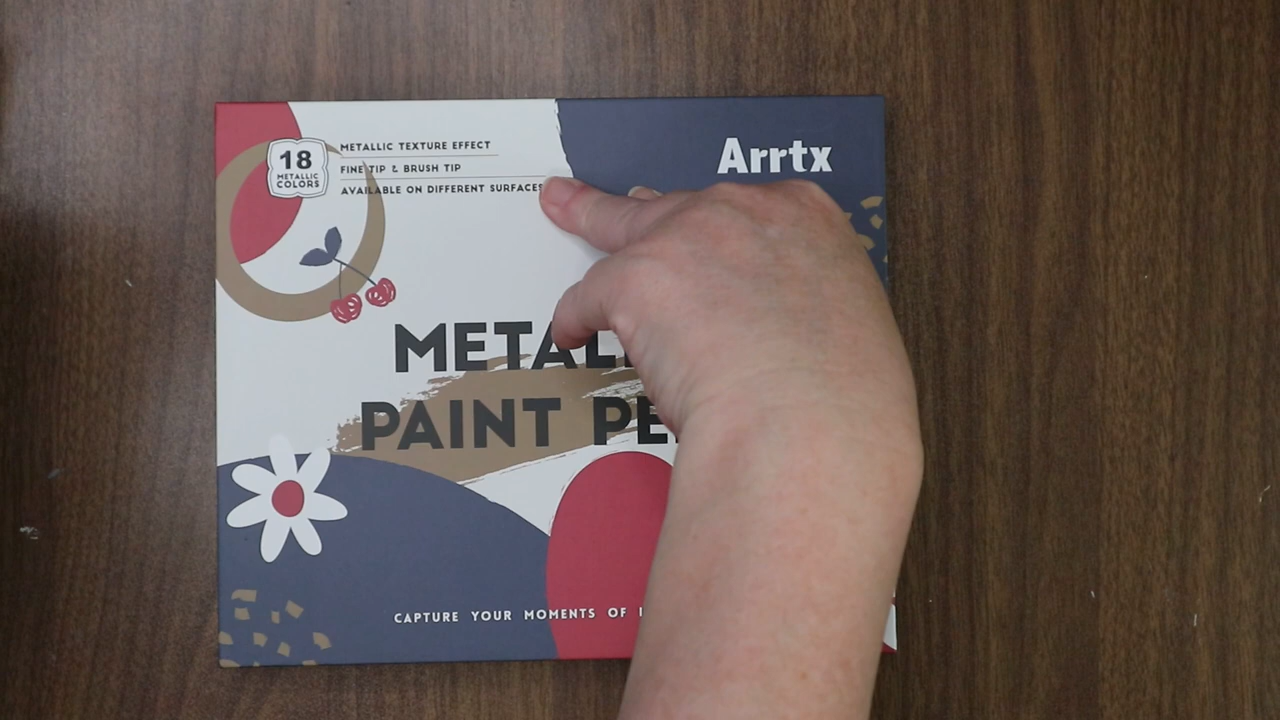 18
METALLIC
COLORS
METALLIC TEXTURE EFFECT
FINE TIP & BRUSH TIP
AVAILABLE ON DIFFERENT SURFACES
Arrtx
METAL
PAINT PE
CAPTURE YOUR MOMENTS OF